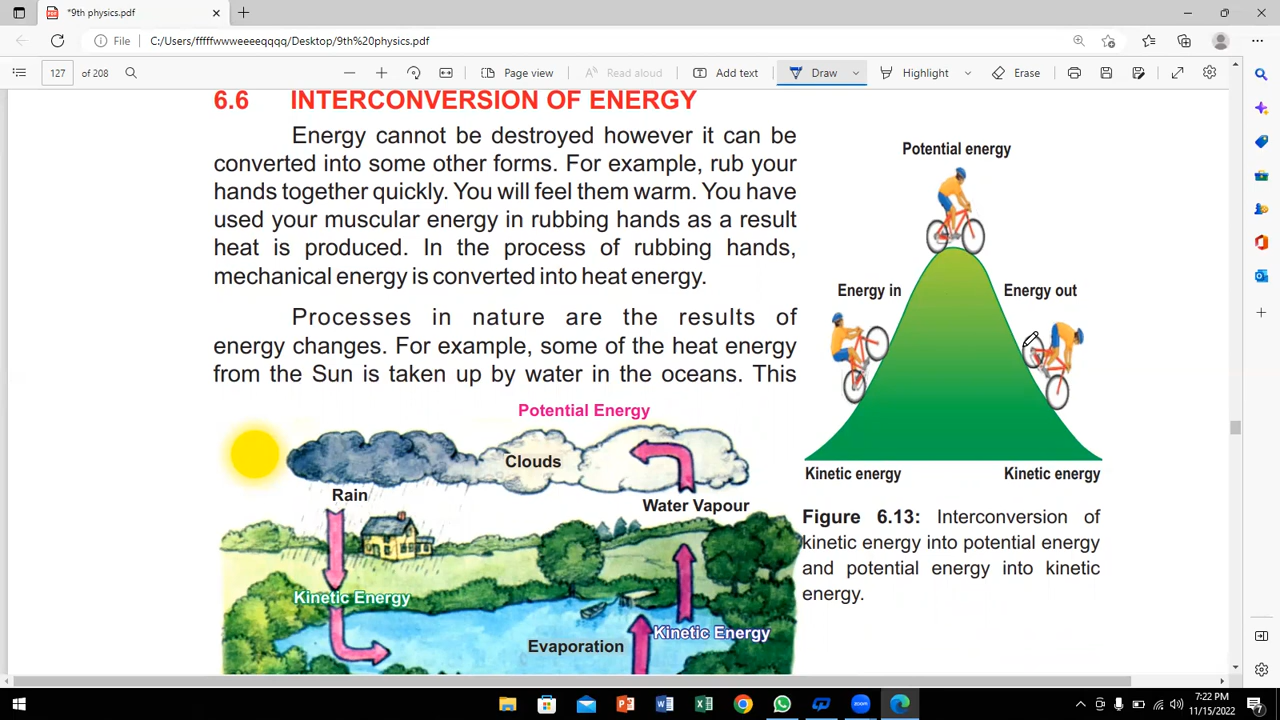 *9th physics.pdf
File
C:/Users/fffffwwweeeeqqqq/Desktop/9th%20physics.pdf
127 of 208
Page view
Read aloud
Add text
Draw
Highlight
Erase
6.6 INTERCONVERSION OF ENERGY
Energy cannot be destroyed however it can be
converted into some other forms. For example, rub your
hands together quickly. You will feel them warm. You have
used your muscular energy in rubbing hands as a result
heat is produced. In the process of rubbing hands,
mechanical energy is converted into heat energy.
Processes in nature are the results of
energy changes. For example, some of the heat energy
from the Sun is taken up by water in the oceans. This
Potential Energy
Clouds
Rain
Water Vapour
Kinetic Energy
Kinetic Energy
Evaporation
Potential energy
Energy in
Energy out
Kinetic energy
Kinetic energy
Figure 6.13: Interconversion of
kinetic energy into potential energy
and potential energy into kinetic
energy.
7:22 PM
11/15/2022